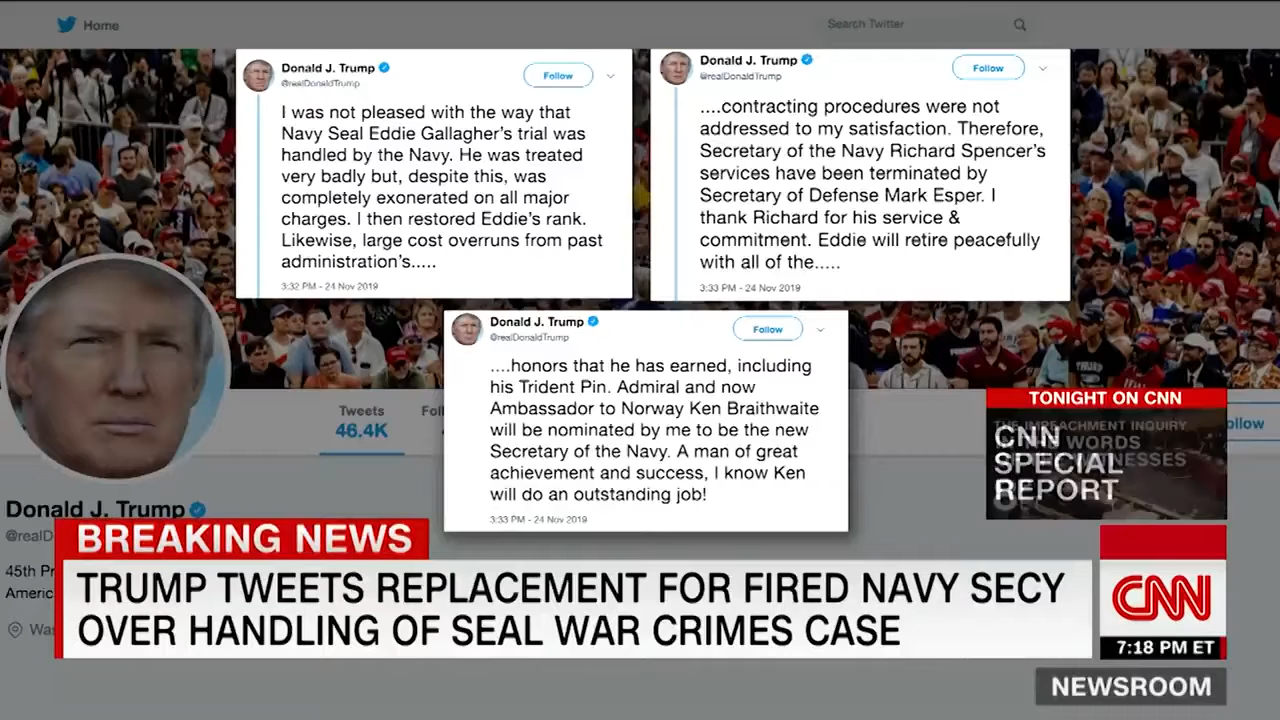 Home
Search Twitter
Donald J. Trump
@realDonaldTrump
Follow
I was not pleased with the way that
Navy Seal Eddie Gallagher's trial was
handled by the Navy. He was treated
very badly but, despite this, was
completely exonerated on all major
charges. I then restored Eddie's rank.
Likewise, large cost overruns from past
administration's.....
3:32 PM - 24 Nov 2019
Donald J. Trump
@realDonaldTrump
Follow
....contracting procedures were not
addressed to my satisfaction. Therefore,
Secretary of the Navy Richard Spencer's
services have been terminated by
Secretary of Defense Mark Esper. I
thank Richard for his service &
commitment. Eddie will retire peacefully
with all of the.....
3:33 PM - 24 Nov 2019
Donald J. Trump
@realDonaldTrump
Follow
....honors that he has earned, including
his Trident Pin. Admiral and now
Ambassador to Norway Ken Braithwaite
will be nominated by me to be the new
Secretary of the Navy. A man of great
achievement and success, I know Ken
will do an outstanding job!
3:33 PM - 24 Nov 2019
Tweets
46.4K
Donald J. Trump
@realD
45th Pr
Americ
TONIGHT ON CNN
THE IMPEACHMENT INQUIRY
WORDS
CNN
SPECIAL
REPORT
BREAKING NEWS
TRUMP TWEETS REPLACEMENT FOR FIRED NAVY SECY
OVER HANDLING OF SEAL WAR CRIMES CASE
CNN
7:18 PM ET
NEWSROOM